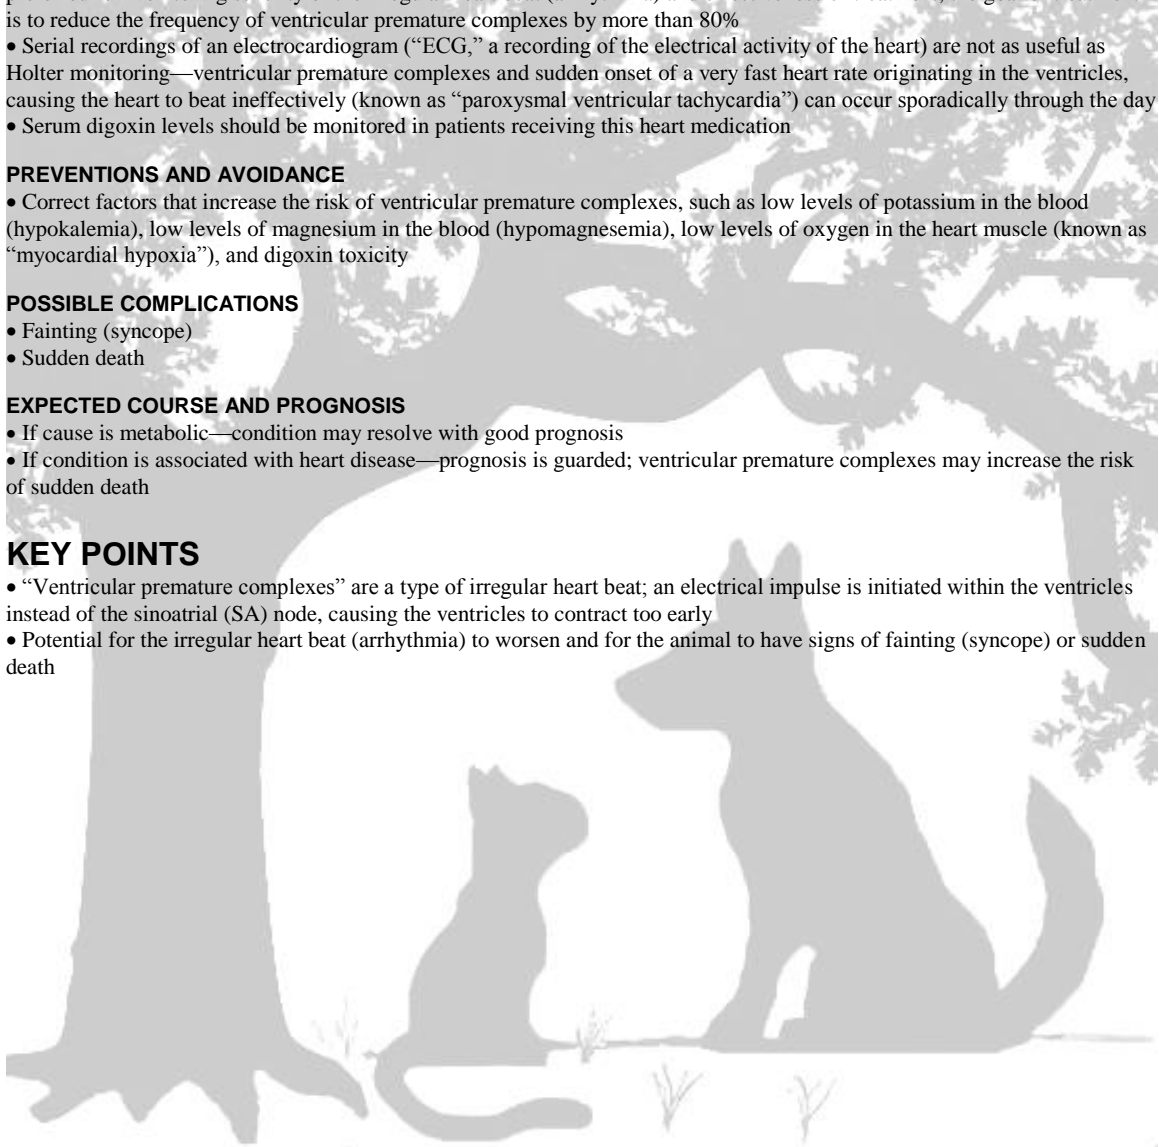 is to reduce the frequency of ventricular premature complexes by more than 80%
• Serial recordings of an electrocardiogram (“ECG,” a recording of the electrical activity of the heart) are not as useful as
Holter monitoring—ventricular premature complexes and sudden onset of a very fast heart rate originating in the ventricles,
causing the heart to beat ineffectively (known as “paroxysmal ventricular tachycardia”) can occur sporadically through the day
• Serum digoxin levels should be monitored in patients receiving this heart medication
PREVENTIONS AND AVOIDANCE
• Correct factors that increase the risk of ventricular premature complexes, such as low levels of potassium in the blood
(hypokalemia), low levels of magnesium in the blood (hypomagnesemia), low levels of oxygen in the heart muscle (known as
“myocardial hypoxia”), and digoxin toxicity
POSSIBLE COMPLICATIONS
• Fainting (syncope)
• Sudden death
EXPECTED COURSE AND PROGNOSIS
• If cause is metabolic—condition may resolve with good prognosis
• If condition is associated with heart disease—prognosis is guarded; ventricular premature complexes may increase the risk
of sudden death
KEY POINTS
• “Ventricular premature complexes” are a type of irregular heart beat; an electrical impulse is initiated within the ventricles
instead of the sinoatrial (SA) node, causing the ventricles to contract too early
• Potential for the irregular heart beat (arrhythmia) to worsen and for the animal to have signs of fainting (syncope) or sudden
death